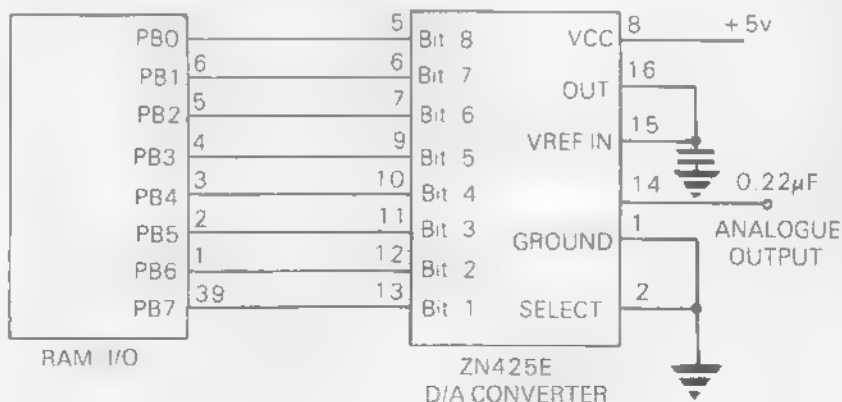 PB0 5 Bit 8 VCC 8 +5v
PB1 6 6 Bit 7 OUT 16
PB2 5 7 Bit 6
PB3 4 9 Bit 5 VREF IN 15
PB4 3 10 Bit 4 14 0.22µF
PB5 2 11 Bit 3 GROUND 1 ANALOGUE
OUTPUT
PB6 1 12 Bit 2
PB7 39 13 Bit 1 SELECT 2
RAM I/O
ZN425E
D/A CONVERTER